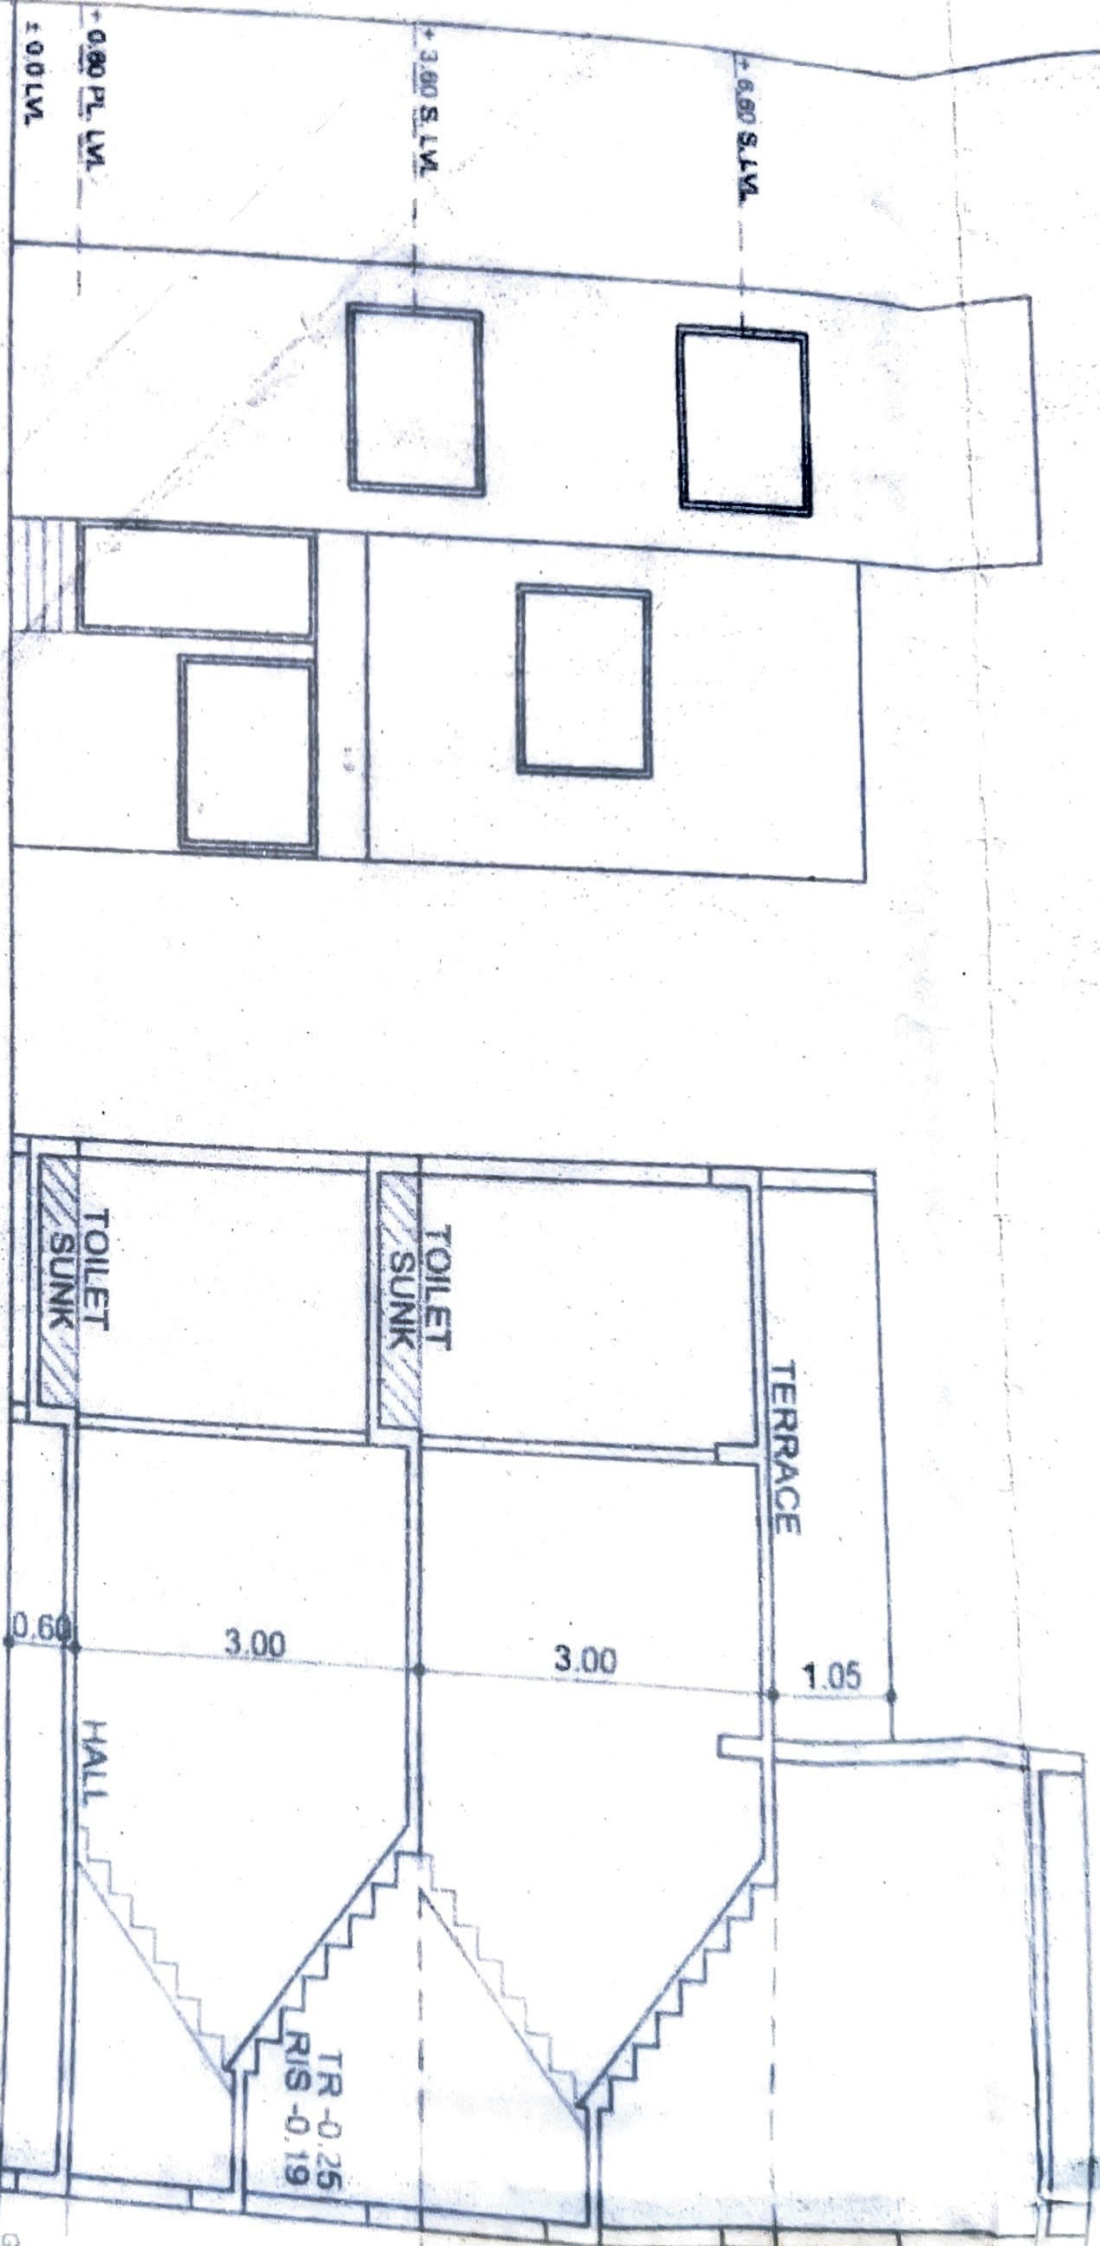 + 6.60 S.LVL
+ 3.60 S. LVL
+ 0.60 PL. LVL
± 0.0 LVL
TERRACE
1.05
TOILET
SUNK
3.00
TOILET
SUNK
3.00
HALL
0.60
TR -0.25
RIS -0.19